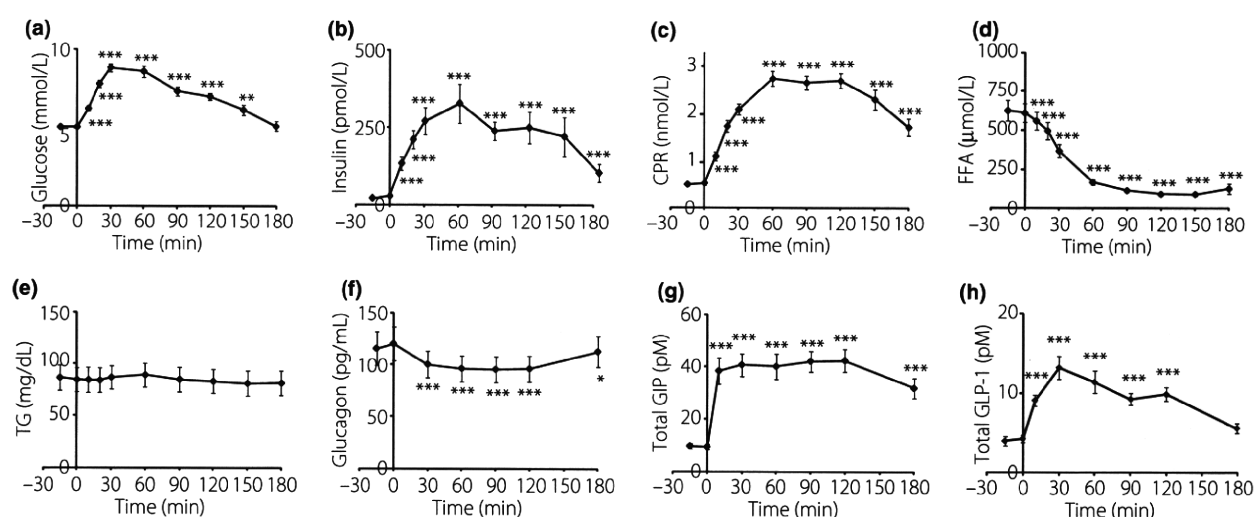 (a)
Glucose (mmol/L)
10
5
0
*** *** *** *** ** *** ***
−30 0 30 60 90 120 150 180
Time (min)
(b)
Insulin (pmol/L)
500
250
0
*** *** *** *** *** *** *** ***
−30 0 30 60 90 120 150 180
Time (min)
(c)
CPR (nmol/L)
3
2
1
0
*** *** *** *** *** *** *** ***
−30 0 30 60 90 120 150 180
Time (min)
(d)
FFA (μmol/L)
1000
750
500
250
0
*** *** *** *** *** *** *** ***
−30 0 30 60 90 120 150 180
Time (min)
(e)
TG (mg/dL)
150
100
50
0
−30 0 30 60 90 120 150 180
Time (min)
(f)
Glucagon (pg/mL)
150
100
50
0
*** *** *** *** *
−30 0 30 60 90 120 150 180
Time (min)
(g)
Total GIP (pM)
60
40
20
0
*** *** *** *** *** ***
−30 0 30 60 90 120 150 180
Time (min)
(h)
Total GLP-1 (pM)
20
10
0
*** *** *** *** ***
−30 0 30 60 90 120 150 180
Time (min)